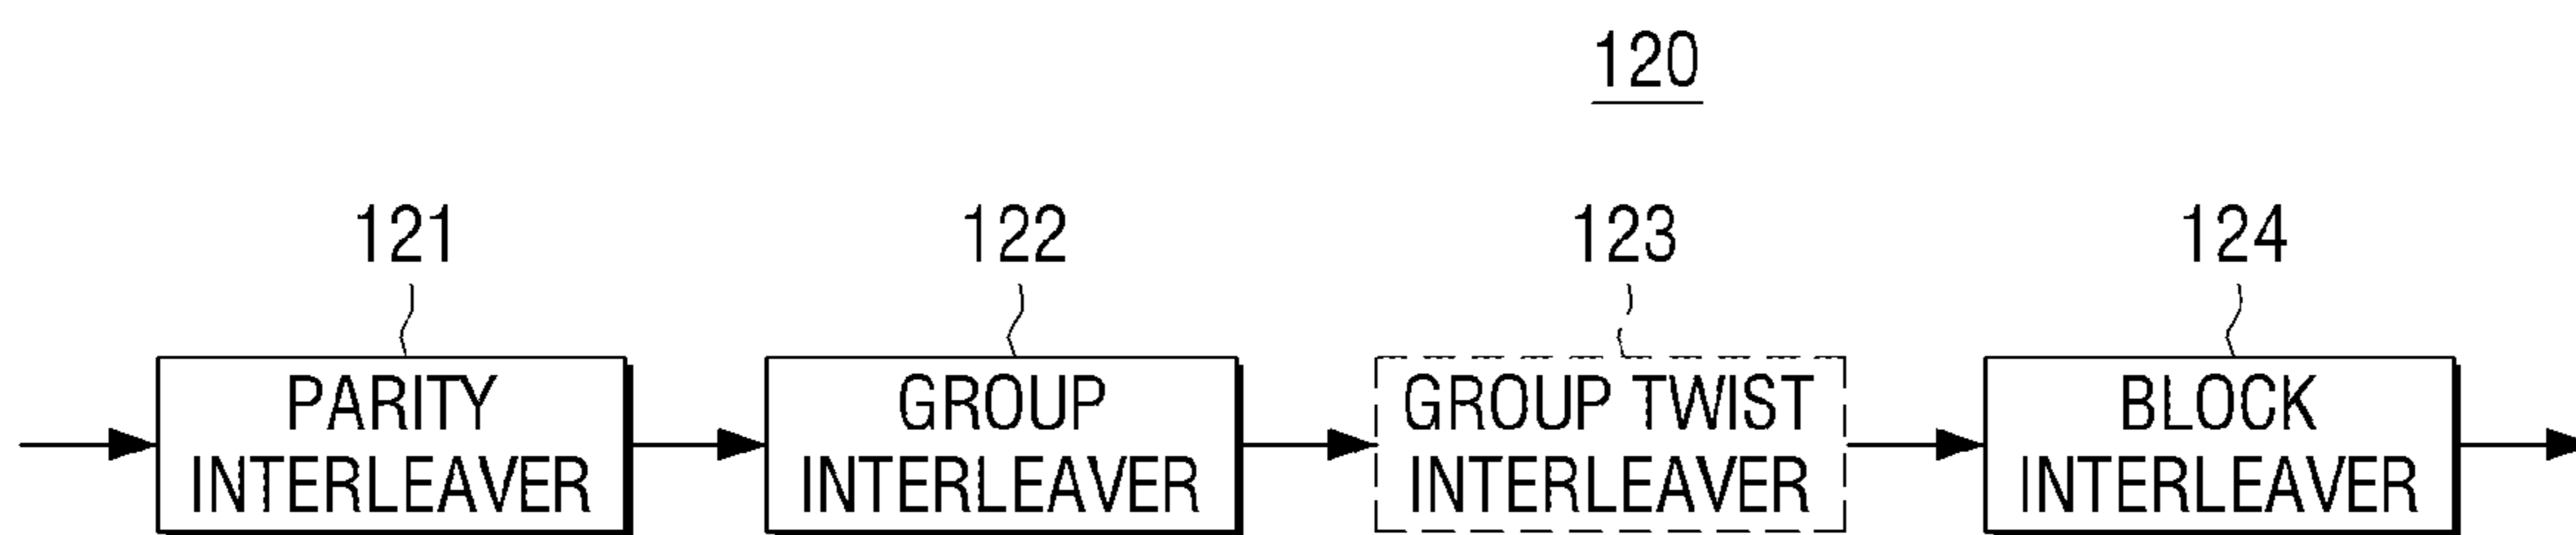 120
121
122
123
124
PARITY
INTERLEAVER
GROUP
INTERLEAVER
GROUP TWIST
INTERLEAVER
BLOCK
INTERLEAVER